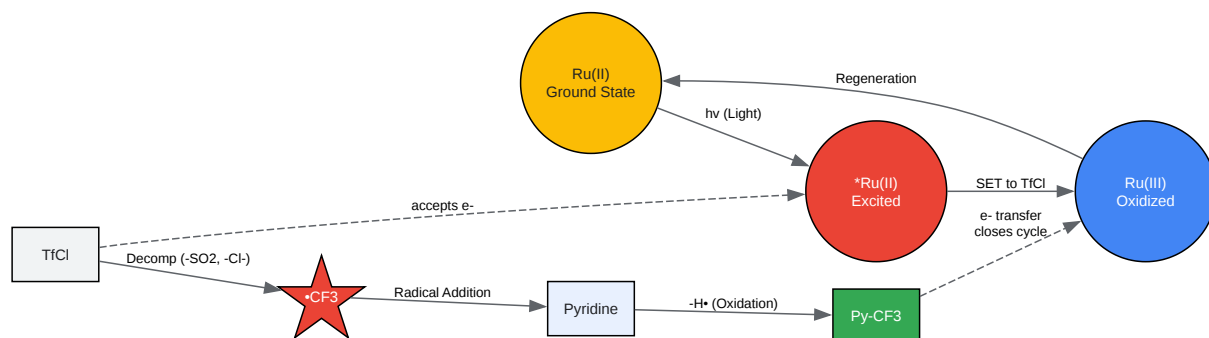 Ru(II)
Ground State
Regeneration
hv (Light)
*Ru(II)
Excited
SET to TfCl
Ru(III)
Oxidized
accepts e-
e- transfer
closes cycle
TfCl
Decomp (-SO2, -Cl-)
•CF3
Radical Addition
Pyridine
-H• (Oxidation)
Py-CF3